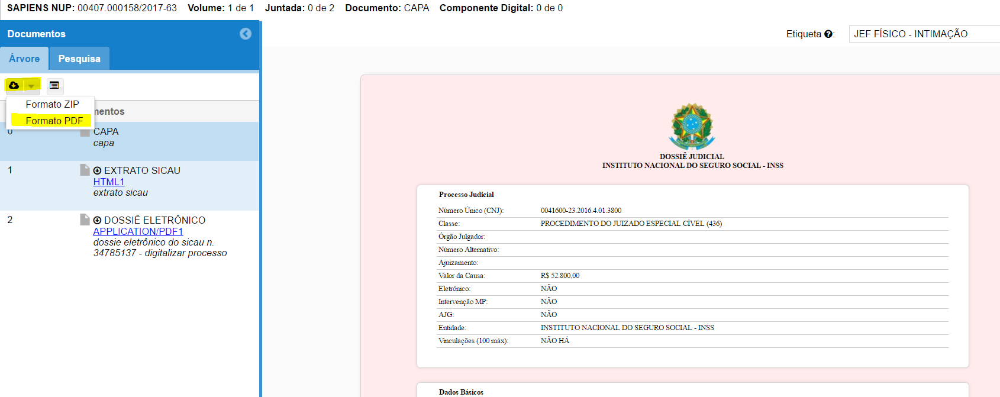 SAPIENS NUP: 00407.000158/2017-63 Volume: 1 de 1 Juntada: 0 de 2 Documento: CAPA Componente Digital: 0 de 0
Documentos
Árvore Pesquisa
Formato ZIP
Formato PDF
mentos
0 CAPA
capa
1 EXTRATO SICAU
HTML1
extrato sicau
2 DOSSIÊ ELETRÔNICO
APPLICATION/PDF1
dossie eletrônico do sicau n.
34785137 - digitalizar processo
Etiqueta ?: JEF FÍSICO - INTIMAÇÃO
DOSSIÊ JUDICIAL
INSTITUTO NACIONAL DO SEGURO SOCIAL - INSS
Processo Judicial
Número Único (CNJ): 0041600-23.2016.4.01.3800
Classe: PROCEDIMENTO DO JUIZADO ESPECIAL CÍVEL (436)
Órgão Julgador:
Número Alternativo:
Ajuizamento:
Valor da Causa: R$ 52.800,00
Eletrônico: NÃO
Intervenção MP: NÃO
AJG: NÃO
Entidade: INSTITUTO NACIONAL DO SEGURO SOCIAL - INSS
Vinculações (100 máx): NÃO HÁ
Dados Básicos